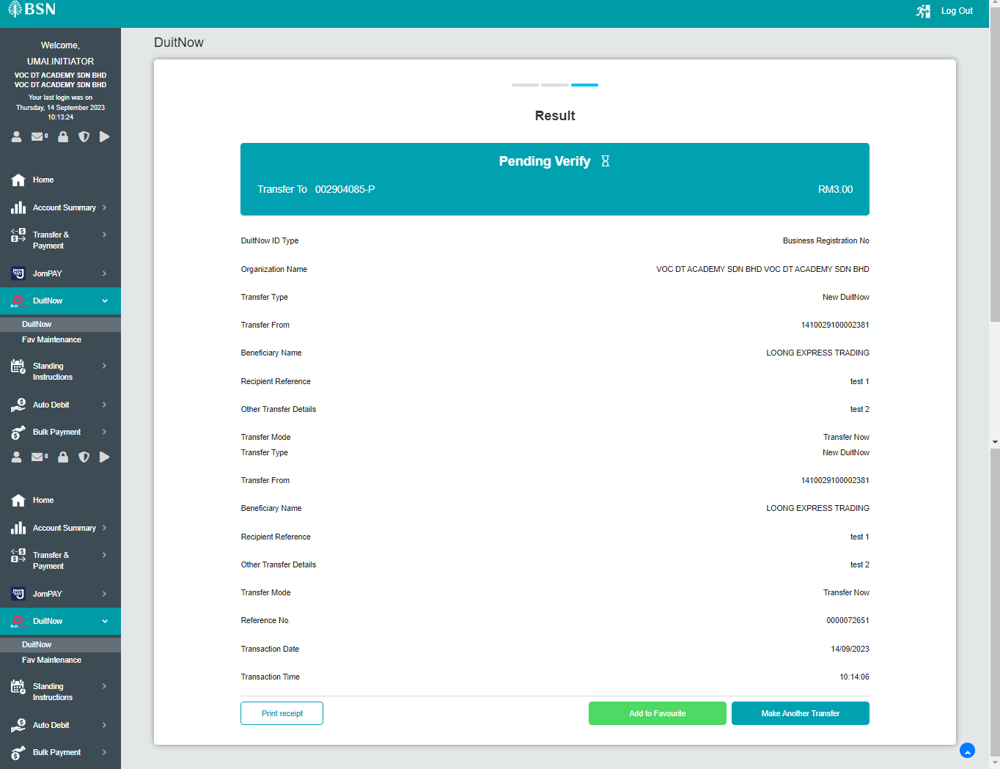 BSN
Log Out
Welcome,
UMAI.INITIATOR
VOC DT ACADEMY SDN BHD
VOC DT ACADEMY SDN BHD
Your last login was on
Thursday, 14 September 2023
10:13:24
0
Home
Account Summary
Transfer &
Payment
JomPAY
DuitNow
DuitNow
Fav Maintenance
Standing
Instructions
Auto Debit
Bulk Payment
0
Home
Account Summary
Transfer &
Payment
JomPAY
DuitNow
DuitNow
Fav Maintenance
Standing
Instructions
Auto Debit
Bulk Payment
DuitNow
Result
Pending Verify
Transfer To 002904085-P RM3.00
DuitNow ID Type Business Registration No
Organization Name VOC DT ACADEMY SDN BHD VOC DT ACADEMY SDN BHD
Transfer Type New DuitNow
Transfer From 1410029100002381
Beneficiary Name LOONG EXPRESS TRADING
Recipient Reference test 1
Other Transfer Details test 2
Transfer Mode Transfer Now
Transfer Type New DuitNow
Transfer From 1410029100002381
Beneficiary Name LOONG EXPRESS TRADING
Recipient Reference test 1
Other Transfer Details test 2
Transfer Mode Transfer Now
Reference No. 0000072651
Transaction Date 14/09/2023
Transaction Time 10:14:06
Print receipt Add to Favourite Make Another Transfer